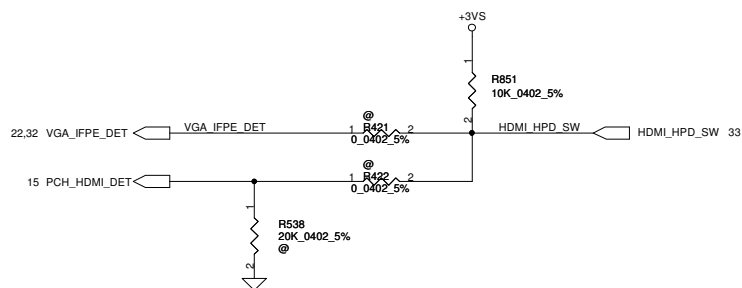 +3VS
1
R851
10K_0402_5%
2
@
22,32 VGA_IFPE_DET VGA_IFPE_DET 1 R421 2 HDMI_HPD_SW HDMI_HPD_SW 33
0_0402_5%
@
15 PCH_HDMI_DET 1 R422 2
0_0402_5%
1
R538
20K_0402_5%
@
2